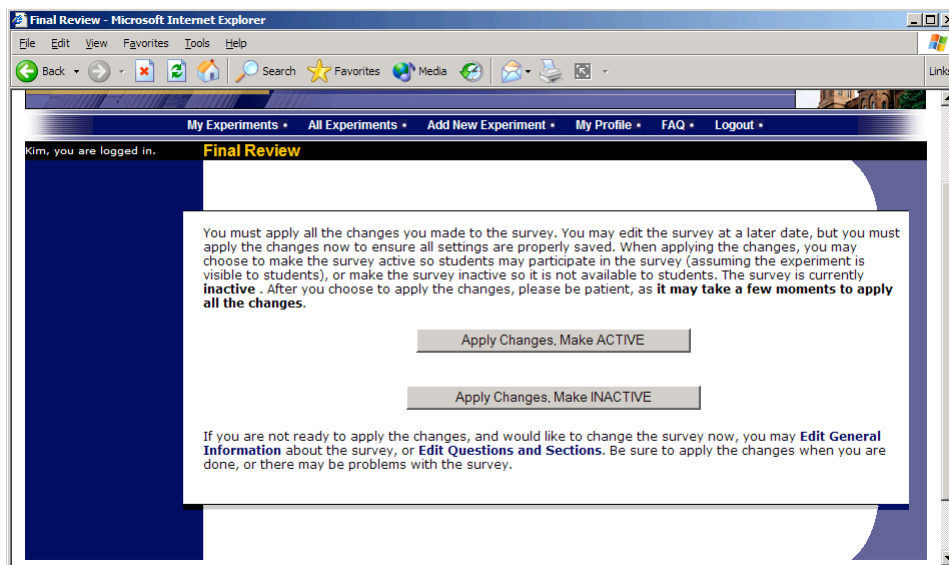 Final Review - Microsoft Internet Explorer
File Edit View Favorites Tools Help
Back Search Favorites Media Links
My Experiments • All Experiments • Add New Experiment • My Profile • FAQ • Logout •
Kim, you are logged in. Final Review
You must apply all the changes you made to the survey. You may edit the survey at a later date, but you must
apply the changes now to ensure all settings are properly saved. When applying the changes, you may
choose to make the survey active so students may participate in the survey (assuming the experiment is
visible to students), or make the survey inactive so it is not available to students. The survey is currently
inactive . After you choose to apply the changes, please be patient, as it may take a few moments to apply
all the changes.
Apply Changes, Make ACTIVE
Apply Changes, Make INACTIVE
If you are not ready to apply the changes, and would like to change the survey now, you may Edit General
Information about the survey, or Edit Questions and Sections. Be sure to apply the changes when you are
done, or there may be problems with the survey.